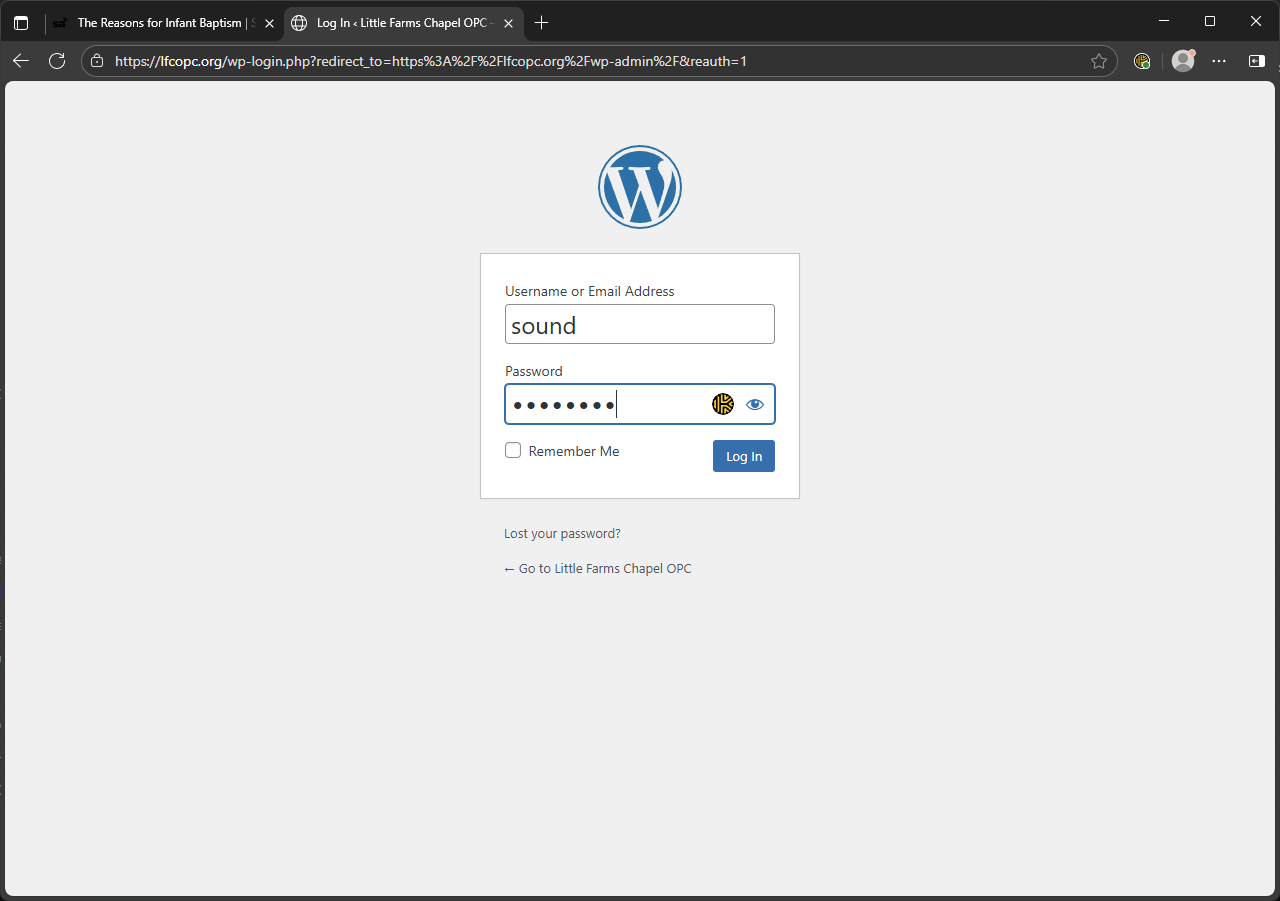 The Reasons for Infant Baptism |
Log In ‹ Little Farms Chapel OPC –
https://lfcopc.org/wp-login.php?redirect_to=https%3A%2F%2Flfcopc.org%2Fwp-admin%2F&reauth=1
Username or Email Address
sound
Password
••••••••
Remember Me
Log In
Lost your password?
← Go to Little Farms Chapel OPC